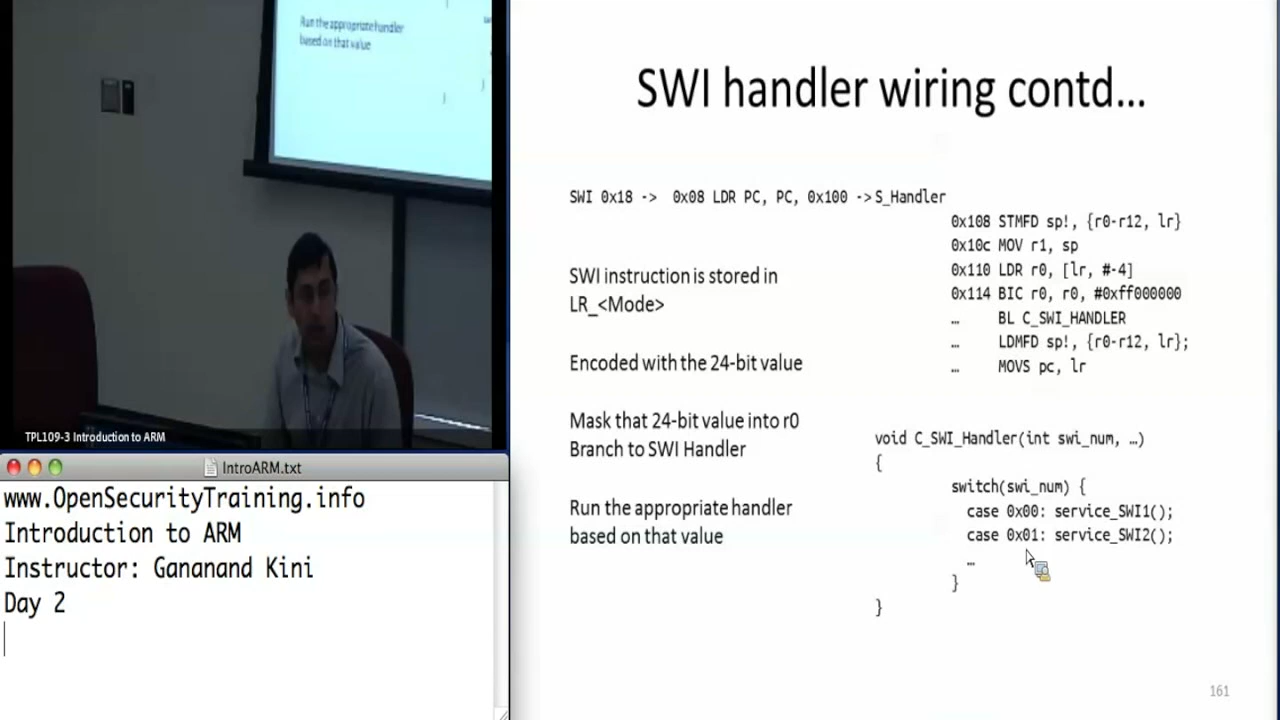 Run the appropriate handler
based on that value
TPL109-3 Introduction to ARM
IntroARM.txt
www.OpenSecurityTraining.info
Introduction to ARM
Instructor: Gananand Kini
Day 2
SWI handler wiring contd…
SWI 0x18 -> 0x08 LDR PC, PC, 0x100 -> S_Handler
0x108 STMFD sp!, {r0-r12, lr}
0x10c MOV r1, sp
0x110 LDR r0, [lr, #-4]
0x114 BIC r0, r0, #0xff000000
… BL C_SWI_HANDLER
… LDMFD sp!, {r0-r12, lr};
… MOVS pc, lr
SWI instruction is stored in
LR_<Mode>
Encoded with the 24-bit value
Mask that 24-bit value into r0
Branch to SWI Handler
Run the appropriate handler
based on that value
void C_SWI_Handler(int swi_num, …)
{
switch(swi_num) {
case 0x00: service_SWI1();
case 0x01: service_SWI2();
…
}
}
161